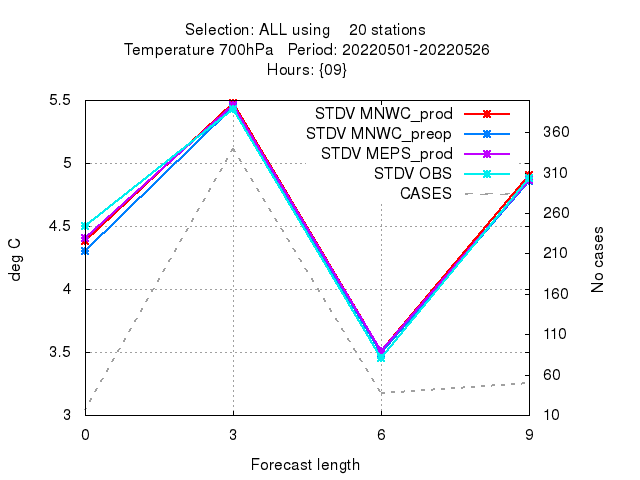 Selection: ALL using    20 stations
Temperature 700hPa   Period: 20220501-20220526
Hours: {09}
5.5
5
4.5
4
3.5
3
deg C
STDV MNWC_prod
STDV MNWC_preop
STDV MEPS_prod
STDV OBS
CASES
360
310
260
210
160
110
60
10
No cases
0 3 6 9
Forecast length